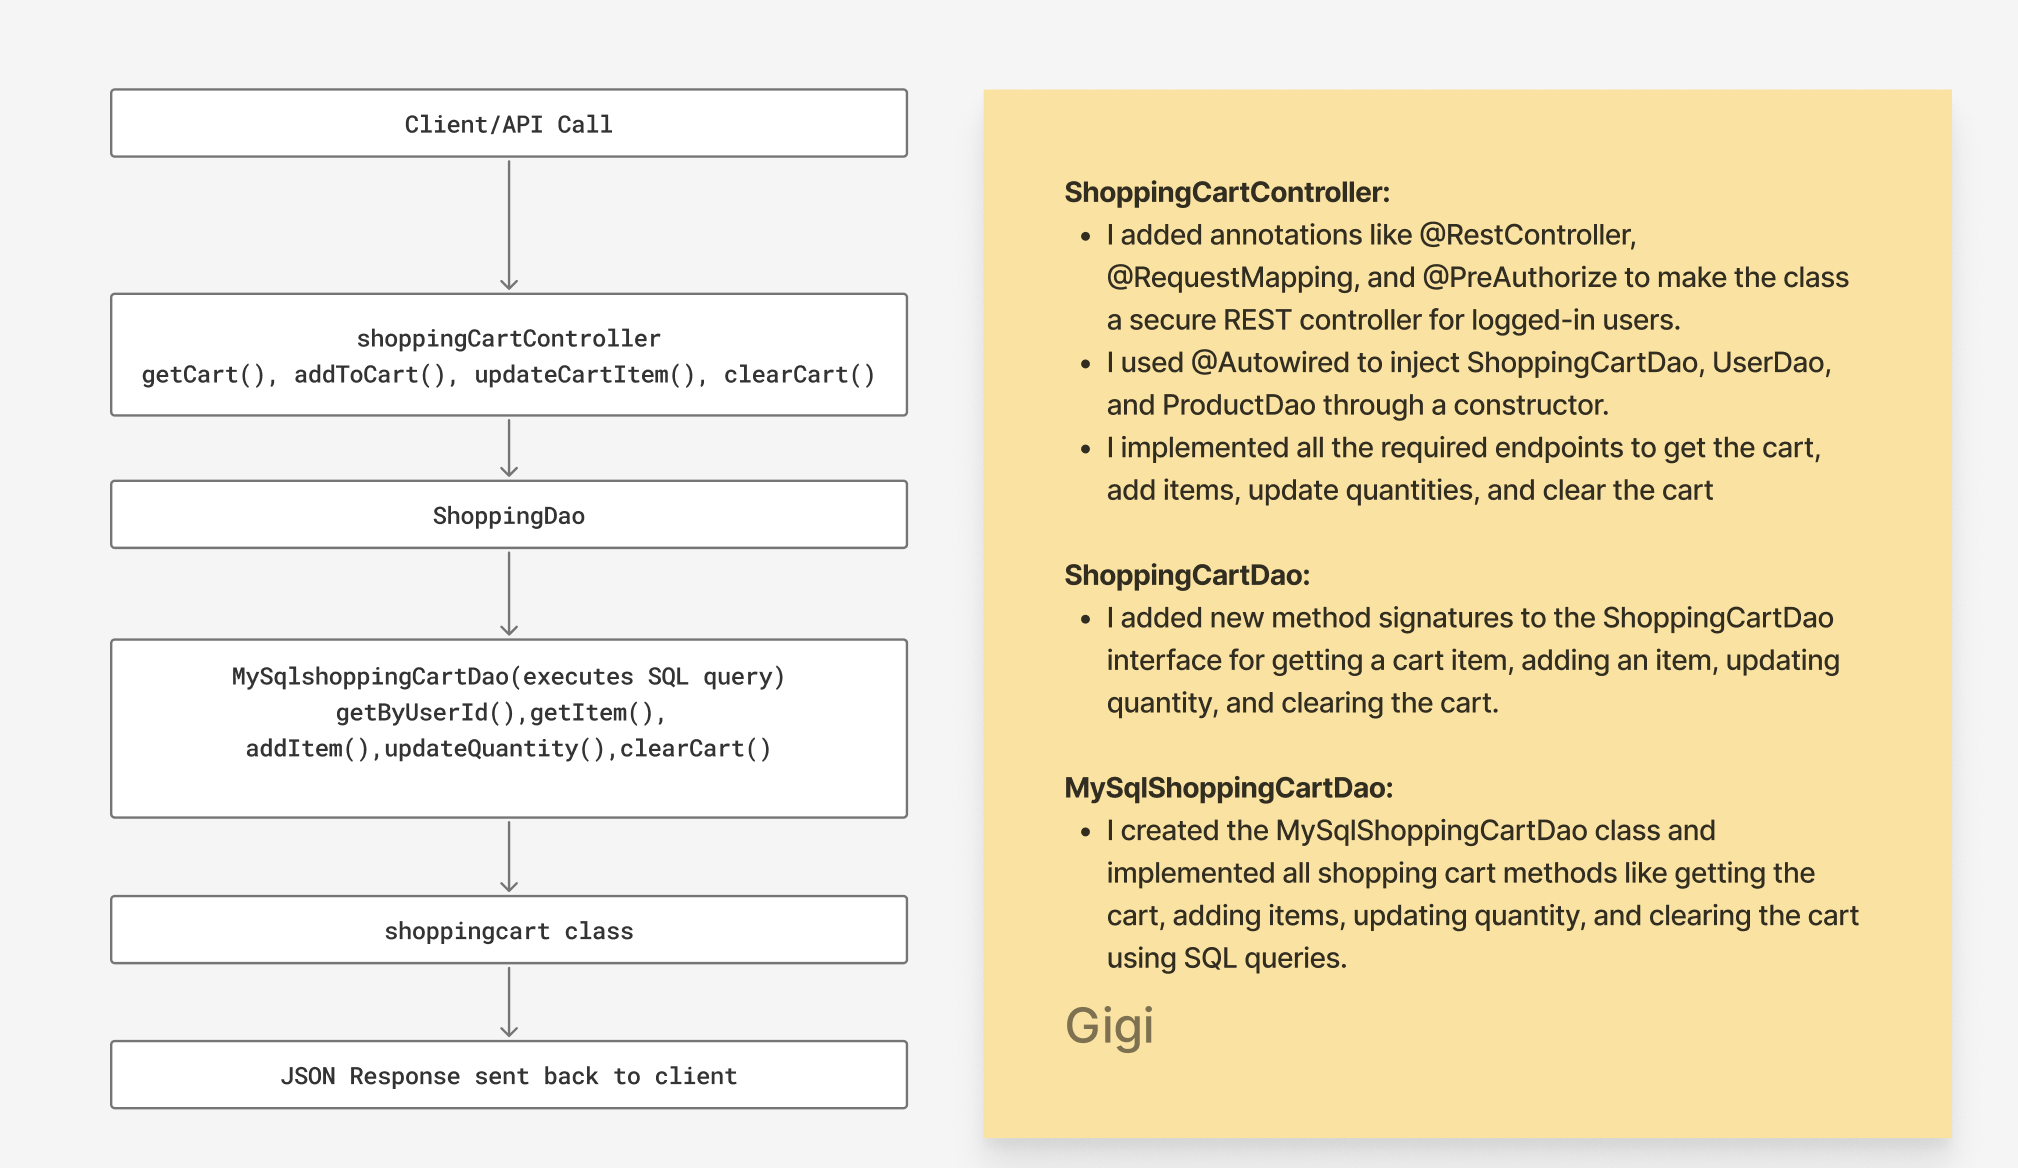 Client/API Call
shoppingCartController
getCart(), addToCart(), updateCartItem(), clearCart()
ShoppingDao
MySqlshoppingCartDao(executes SQL query)
getByUserId(),getItem(),
addItem(),updateQuantity(),clearCart()
shoppingcart class
JSON Response sent back to client
ShoppingCartController:
• I added annotations like @RestController,
@RequestMapping, and @PreAuthorize to make the class
a secure REST controller for logged-in users.
• I used @Autowired to inject ShoppingCartDao, UserDao,
and ProductDao through a constructor.
• I implemented all the required endpoints to get the cart,
add items, update quantities, and clear the cart
ShoppingCartDao:
• I added new method signatures to the ShoppingCartDao
interface for getting a cart item, adding an item, updating
quantity, and clearing the cart.
MySqlShoppingCartDao:
• I created the MySqlShoppingCartDao class and
implemented all shopping cart methods like getting the
cart, adding items, updating quantity, and clearing the cart
using SQL queries.
Gigi